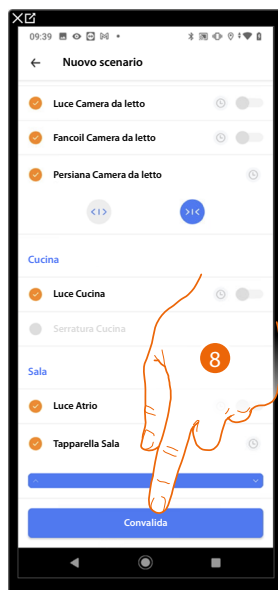 09:39
Nuovo scenario
Luce Camera da letto
Fancoil Camera da letto
Persiana Camera da letto
Cucina
Luce Cucina
Serratura Cucina
8
Sala
Luce Atrio
Tapparella Sala
Convalida